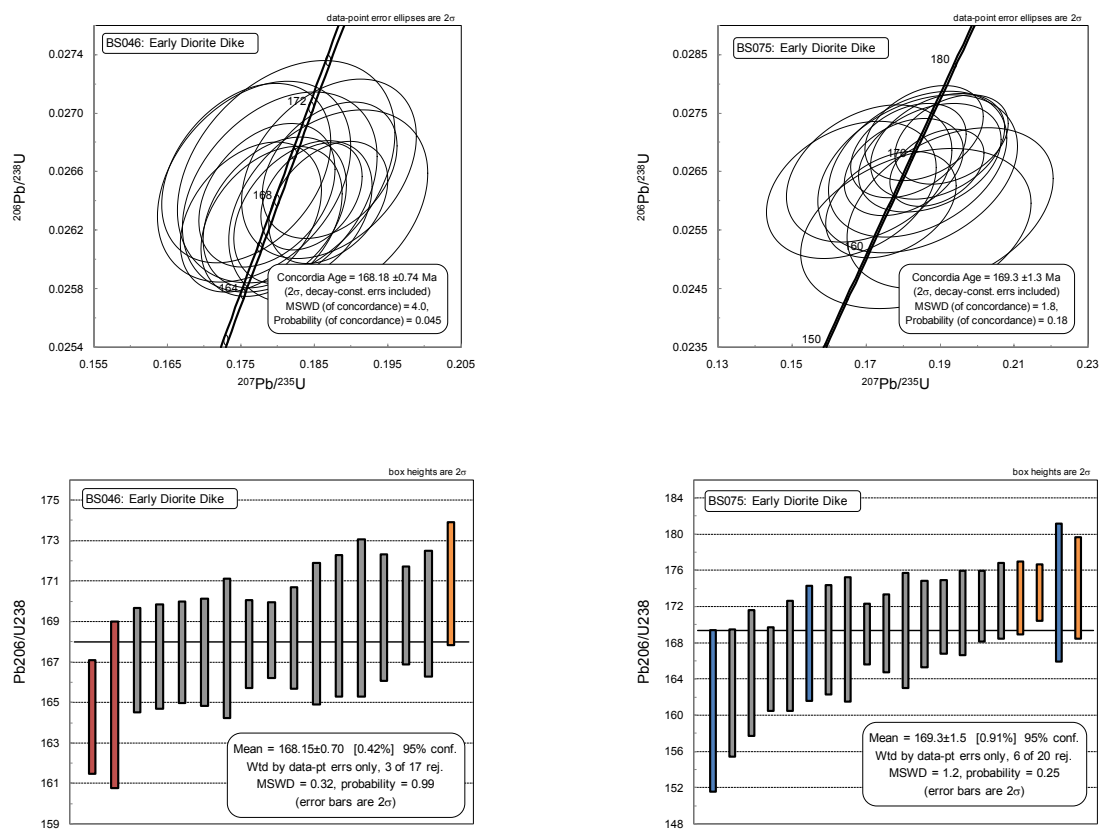 data-point error ellipses are 2σ
BS046: Early Diorite Dike
0.0274
0.0270
0.0266
0.0262
0.0258
0.0254
206Pb/238U
172
168
164
Concordia Age = 168.18 ±0.74 Ma
(2σ, decay-const. errs included)
MSWD (of concordance) = 4.0,
Probability (of concordance) = 0.045
0.155
0.165
0.175
0.185
0.195
0.205
207Pb/235U
data-point error ellipses are 2σ
BS075: Early Diorite Dike
0.0285
0.0275
0.0265
0.0255
0.0245
0.0235
206Pb/238U
180
170
160
150
Concordia Age = 169.3 ±1.3 Ma
(2σ, decay-const. errs included)
MSWD (of concordance) = 1.8,
Probability (of concordance) = 0.18
0.13
0.15
0.17
0.19
0.21
0.23
207Pb/235U
box heights are 2σ
BS046: Early Diorite Dike
175
173
171
169
167
165
163
161
159
Pb206/U238
Mean = 168.15±0.70 [0.42%] 95% conf.
Wtd by data-pt errs only, 3 of 17 rej.
MSWD = 0.32, probability = 0.99
(error bars are 2σ)
box heights are 2σ
BS075: Early Diorite Dike
184
180
176
172
168
164
160
156
152
148
Pb206/U238
Mean = 169.3±1.5 [0.91%] 95% conf.
Wtd by data-pt errs only, 6 of 20 rej.
MSWD = 1.2, probability = 0.25
(error bars are 2σ)